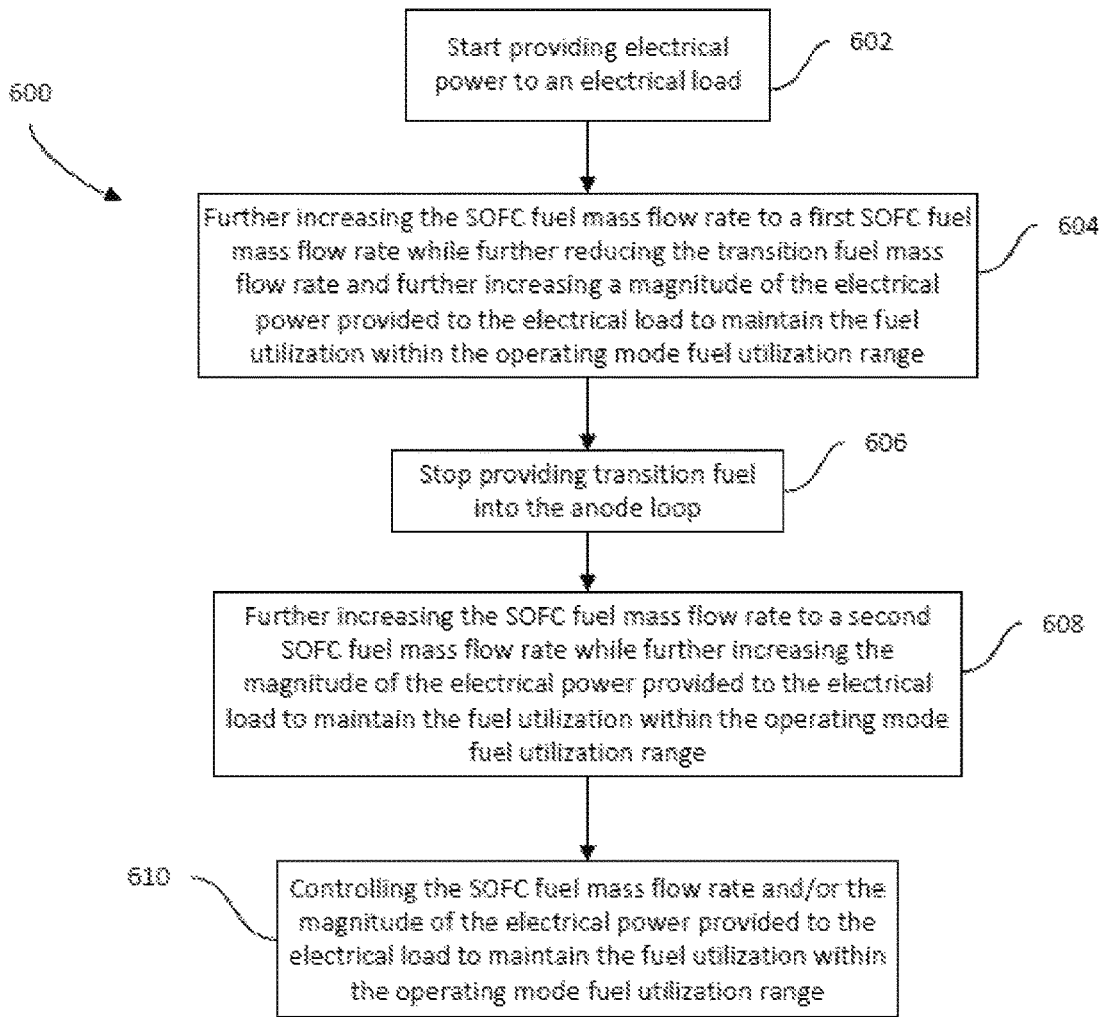 600
Start providing electrical
power to an electrical load
602
Further increasing the SOFC fuel mass flow rate to a first SOFC fuel
mass flow rate while further reducing the transition fuel mass
flow rate and further increasing a magnitude of the electrical
power provided to the electrical load to maintain the fuel
utilization within the operating mode fuel utilization range
604
Stop providing transition fuel
into the anode loop
606
Further increasing the SOFC fuel mass flow rate to a second
SOFC fuel mass flow rate while further increasing the
magnitude of the electrical power provided to the electrical
load to maintain the fuel utilization within the operating mode
fuel utilization range
608
610
Controlling the SOFC fuel mass flow rate and/or the
magnitude of the electrical power provided to the
electrical load to maintain the fuel utilization within
the operating mode fuel utilization range